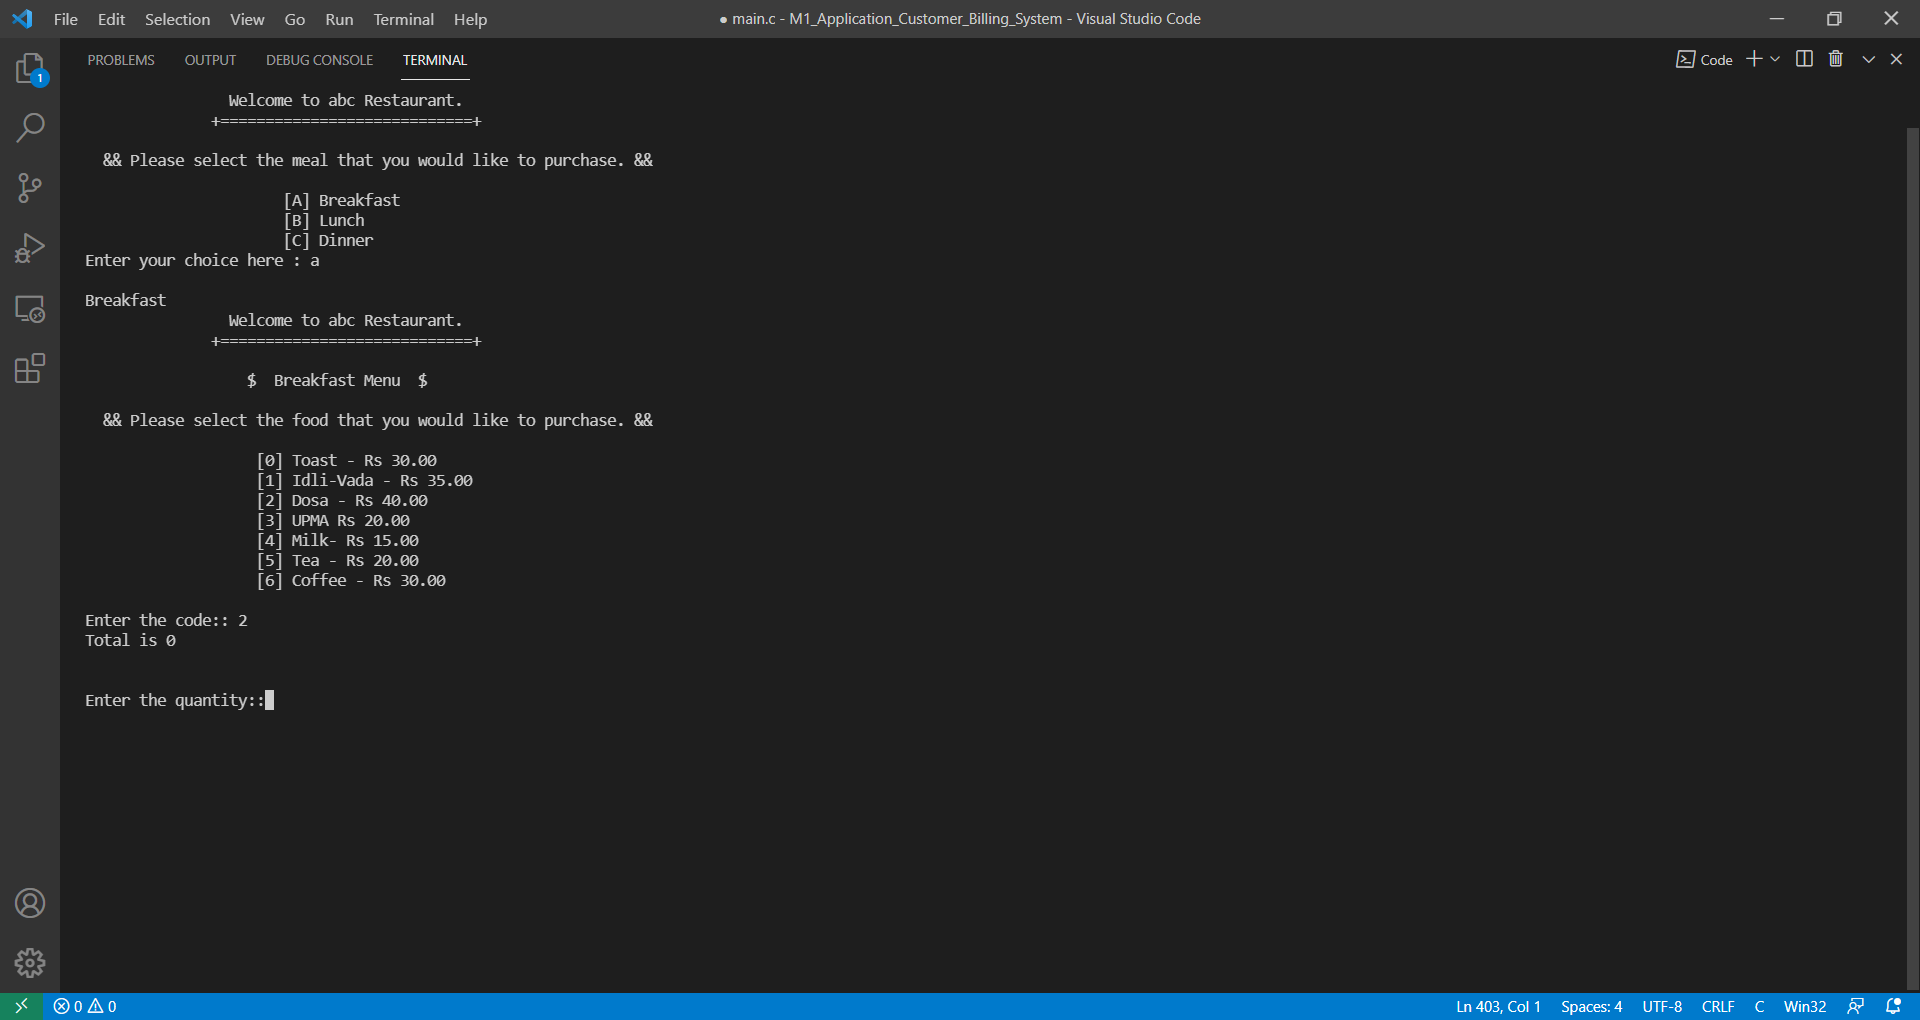 File Edit Selection View Go Run Terminal Help
● main.c - M1_Application_Customer_Billing_System - Visual Studio Code
PROBLEMS OUTPUT DEBUG CONSOLE TERMINAL
Code
1
Welcome to abc Restaurant.
+============================+
&& Please select the meal that you would like to purchase. &&
[A] Breakfast
[B] Lunch
[C] Dinner
Enter your choice here : a
Breakfast
Welcome to abc Restaurant.
+============================+
$  Breakfast Menu  $
&& Please select the food that you would like to purchase. &&
[0] Toast - Rs 30.00
[1] Idli-Vada - Rs 35.00
[2] Dosa - Rs 40.00
[3] UPMA Rs 20.00
[4] Milk- Rs 15.00
[5] Tea - Rs 20.00
[6] Coffee - Rs 30.00
Enter the code:: 2
Total is 0
Enter the quantity::
0 0
Ln 403, Col 1 Spaces: 4 UTF-8 CRLF C Win32